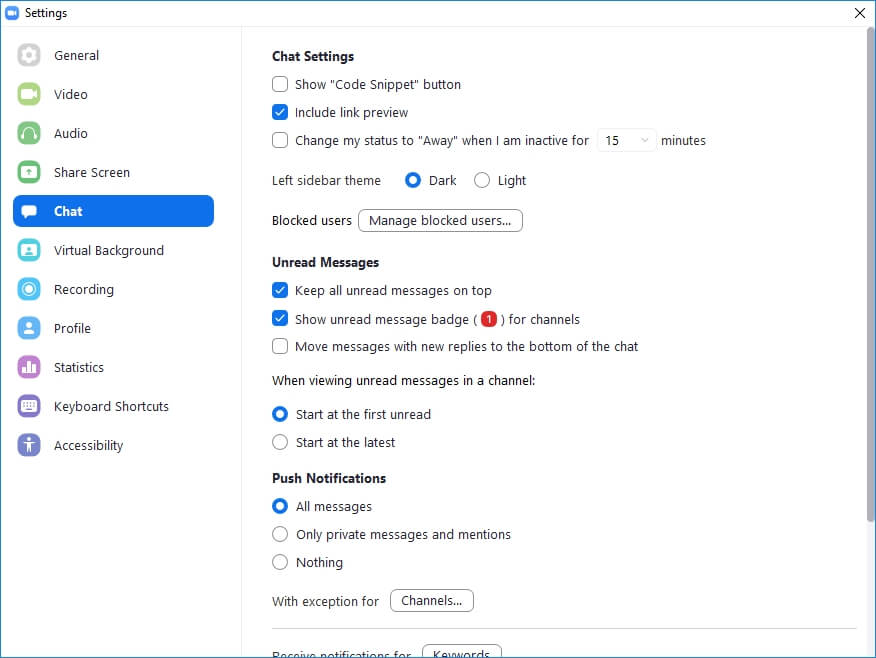 Settings
General
Video
Audio
Share Screen
Chat
Virtual Background
Recording
Profile
Statistics
Keyboard Shortcuts
Accessibility
Chat Settings
Show "Code Snippet" button
Include link preview
Change my status to "Away" when I am inactive for 15 minutes
Left sidebar theme Dark Light
Blocked users Manage blocked users...
Unread Messages
Keep all unread messages on top
Show unread message badge ( 1 ) for channels
Move messages with new replies to the bottom of the chat
When viewing unread messages in a channel:
Start at the first unread
Start at the latest
Push Notifications
All messages
Only private messages and mentions
Nothing
With exception for Channels...
Receive notifications for Keywords